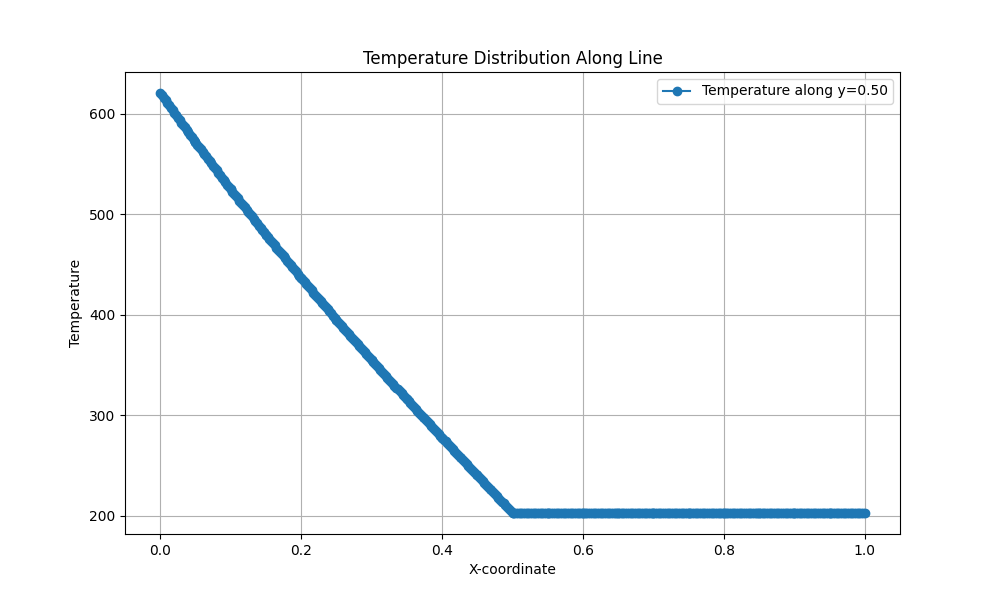 Temperature Distribution Along Line
Temperature along y=0.50
Temperature
600
500
400
300
200
0.0 0.2 0.4 0.6 0.8 1.0
X-coordinate